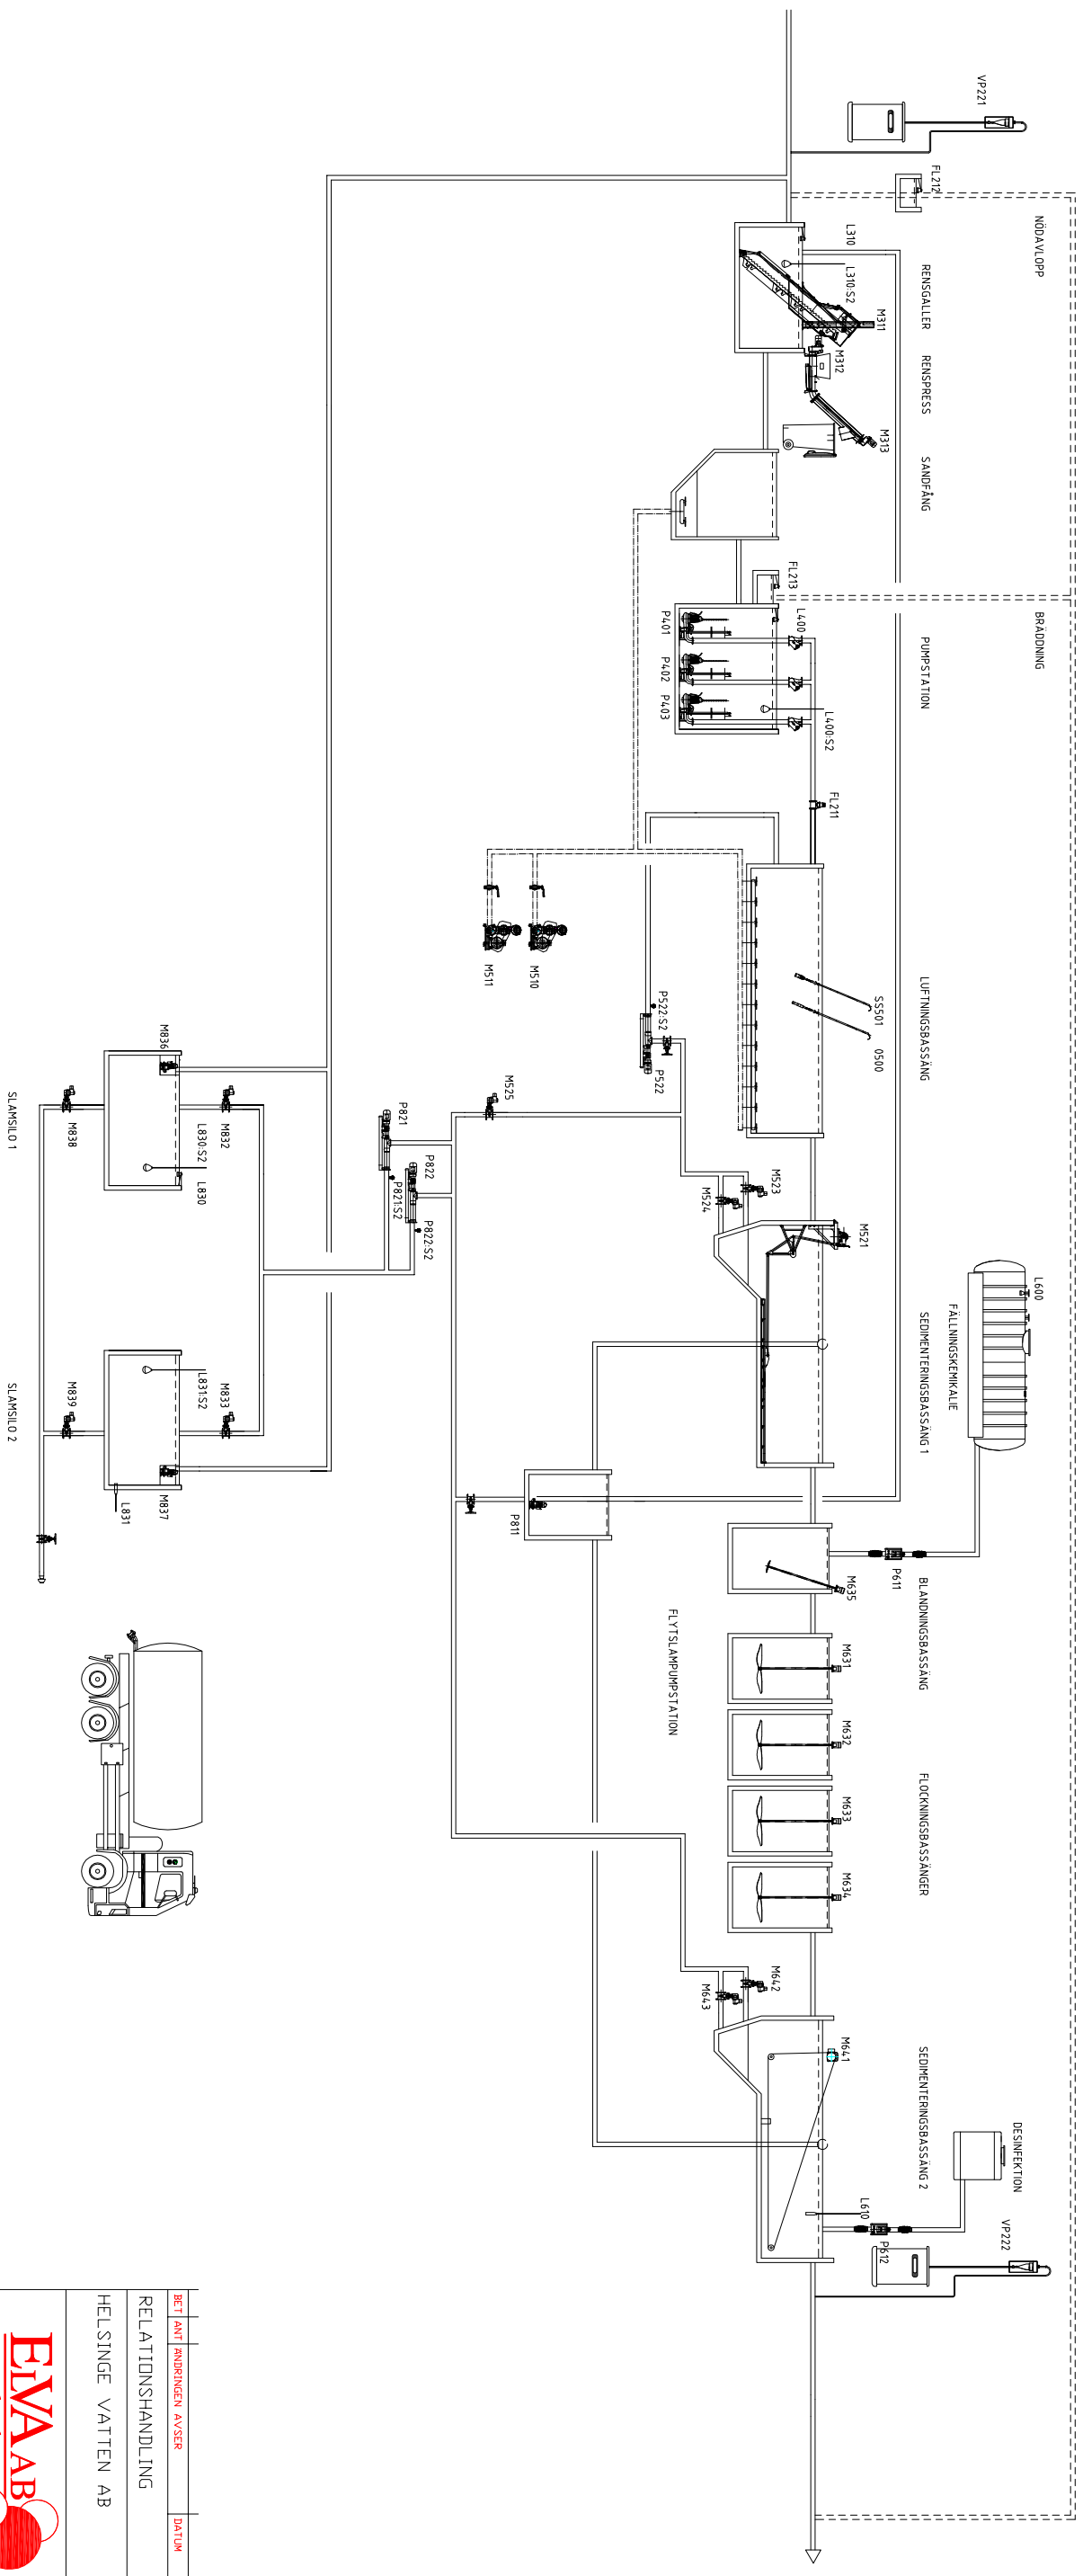 VP221
FL212
NÖDAVLOPP
L310
L310:S2
M311
RENSGALLER
M312
RENSPRESS
M313
SANDFÅNG
FL213
BRÄDDNING
L400
P401
P402
P403
PUMPSTATION
L400:S2
FL211
M511
M510
SS501
O500
LUFTNINGSBASSÄNG
P522:S2
P522
M525
M523
M524
M521
L600
FÄLLNINGSKEMIKALIE
SEDIMENTERINGSBASSÄNG 1
P821
P821:S2
P822
P822:S2
M836
M838
M832
L830:S2
L830
SLAMSILO 1
L831:S2
M833
M839
M837
L831
SLAMSILO 2
P811
P611
M635
BLANDNINGSBASSÄNG
FLYTSLAMPUMPSTATION
M631
M632
M633
M634
FLOCKNINGSBASSÄNGER
M642
M643
M641
SEDIMENTERINGSBASSÄNG 2
L610
P612
DESINFEKTION
VP222
BET ANT ÄNDRINGEN AVSER DATUM
RELATIONSHANDLING
HELSINGE VATTEN AB
ELVA AB